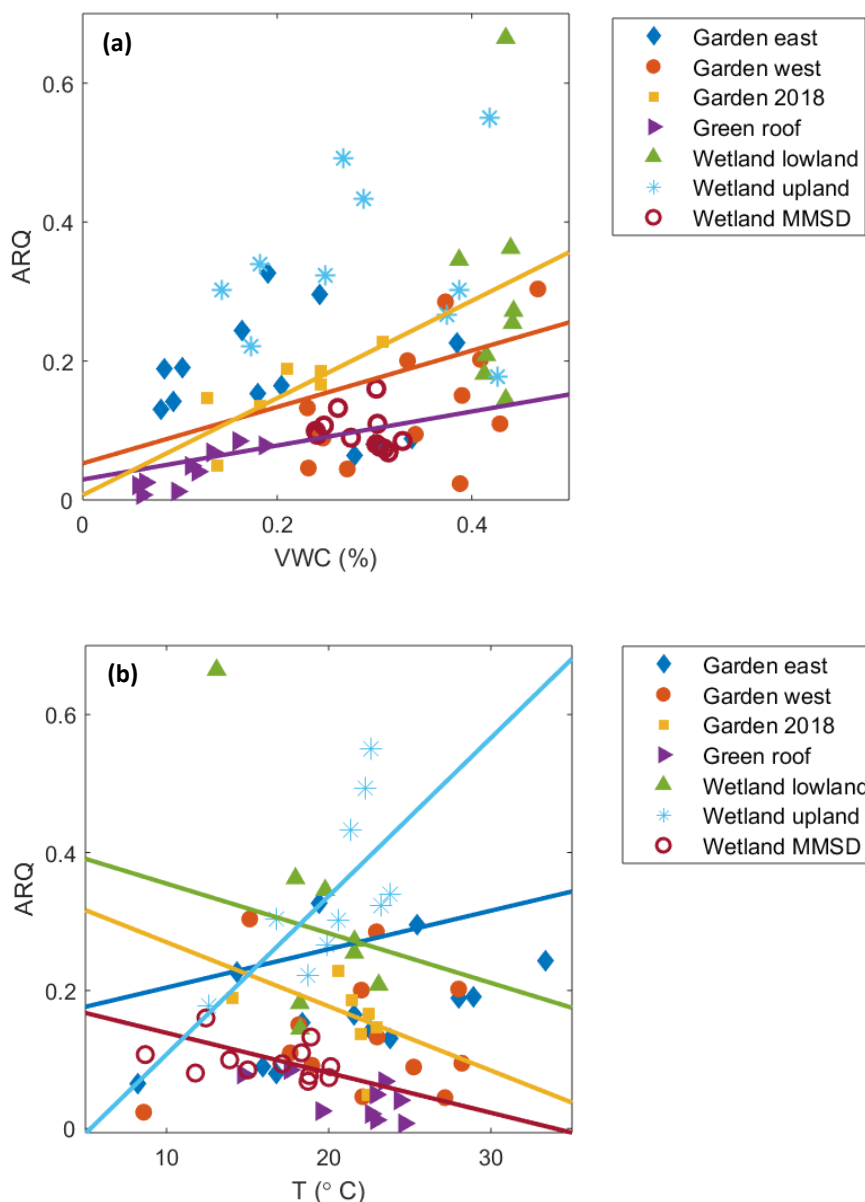 (a)
0.6
0.4
0.2
0
ARQ
0
0.2
0.4
VWC (%)
Garden east
Garden west
Garden 2018
Green roof
Wetland lowland
Wetland upland
Wetland MMSD
(b)
0.6
0.4
0.2
0
ARQ
10
20
30
T (° C)
Garden east
Garden west
Garden 2018
Green roof
Wetland lowland
Wetland upland
Wetland MMSD